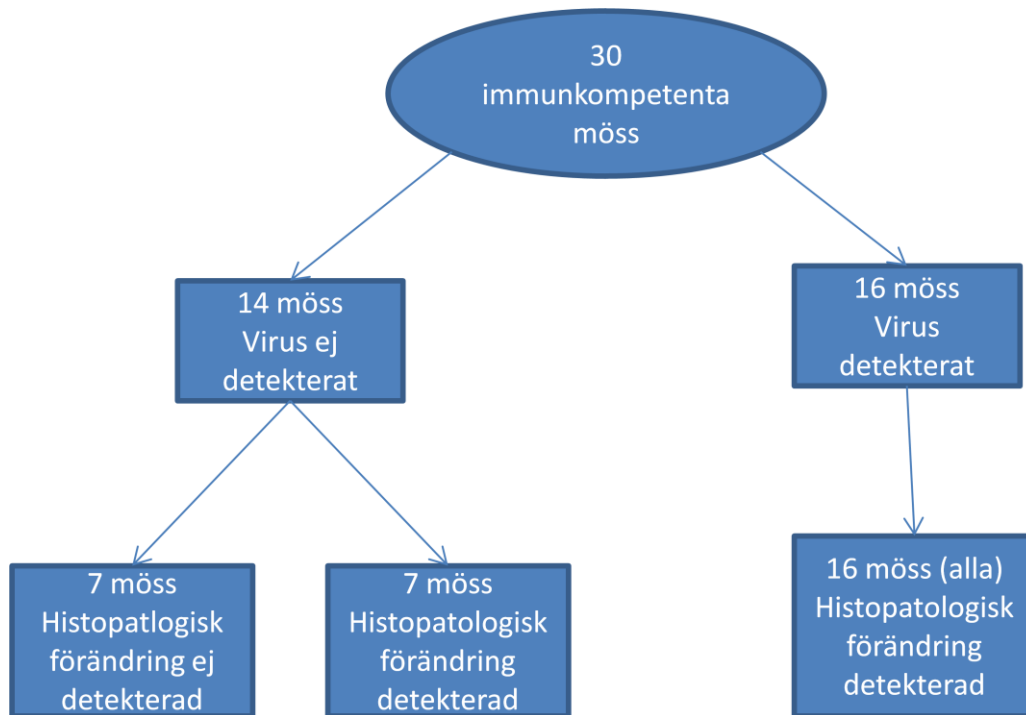 30
immunkompetenta
möss
14 möss
Virus ej
detekterat
16 möss
Virus
detekterat
7 möss
Histopatlogisk
förändring ej
detekterad
7 möss
Histopatologisk
förändring
detekterad
16 möss (alla)
Histopatologisk
förändring
detekterad